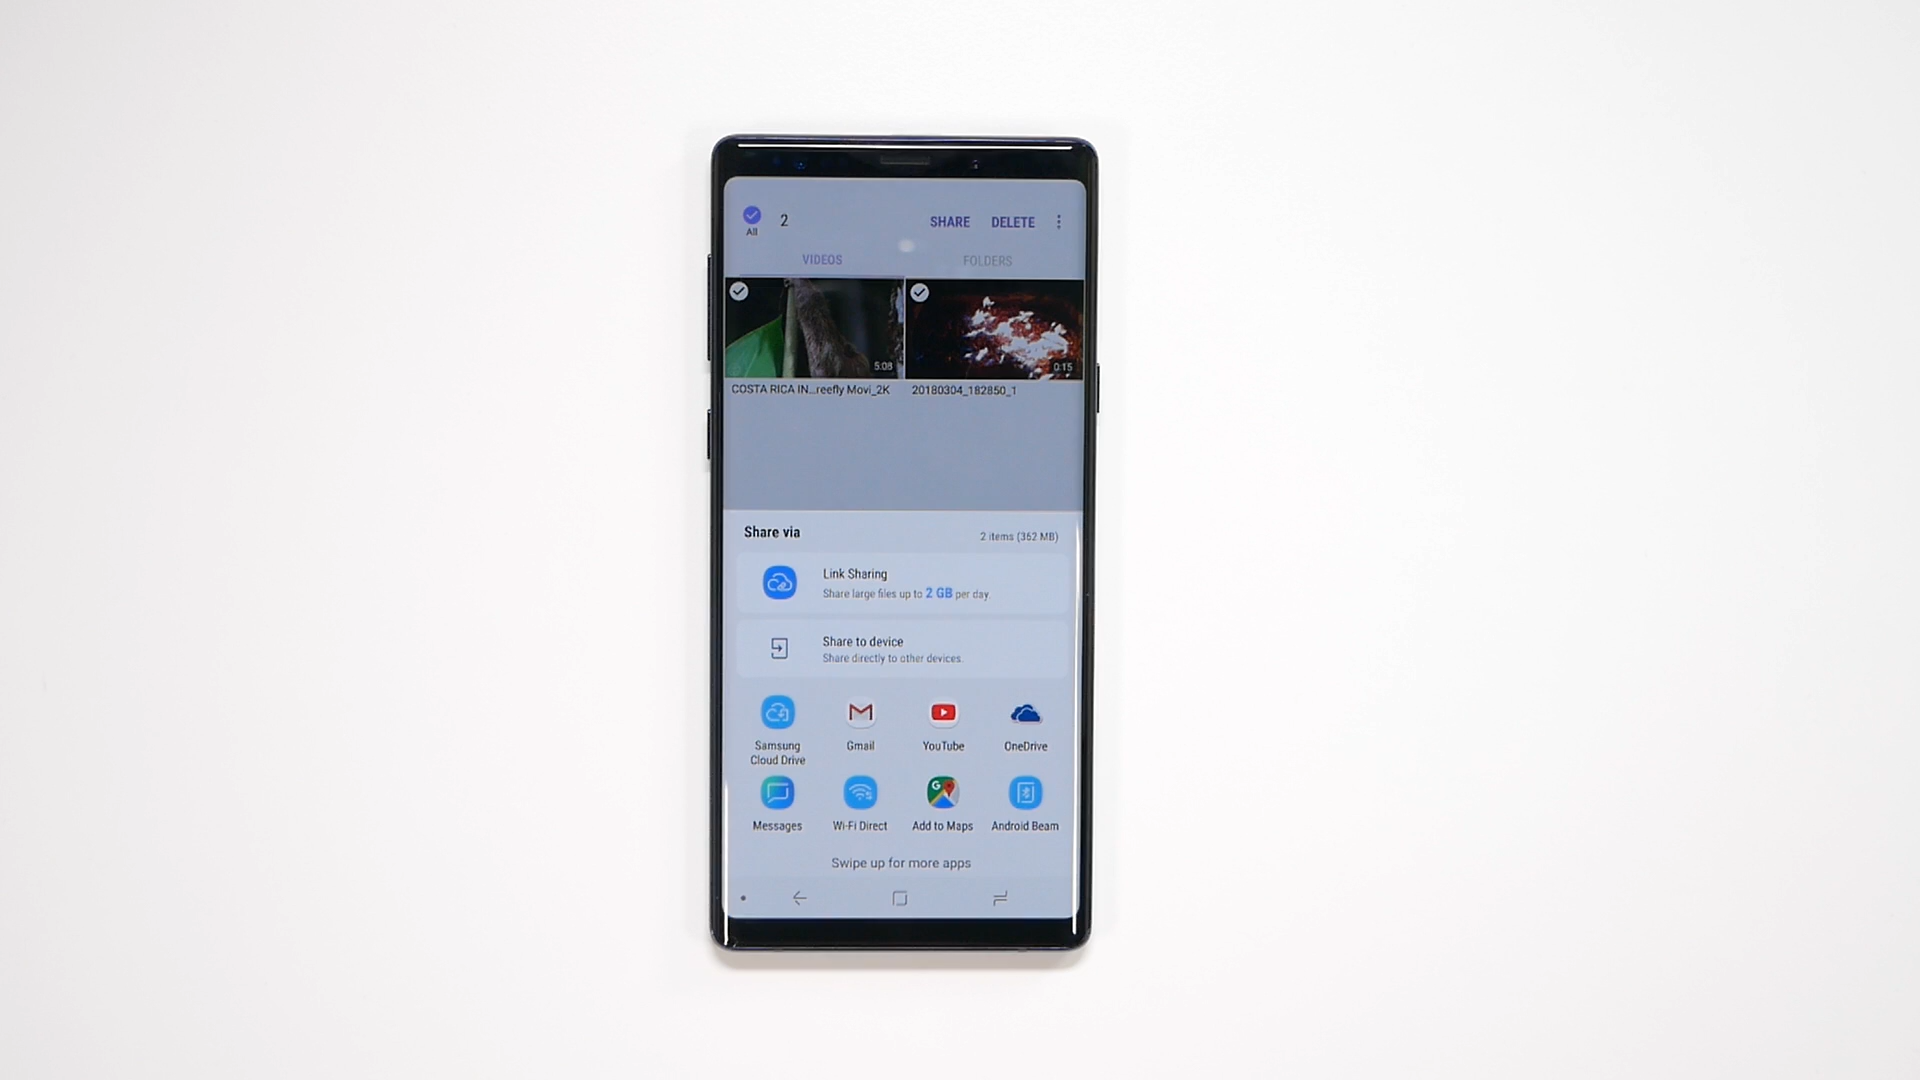 All
2
SHARE
DELETE
VIDEOS
FOLDERS
5:08
0:15
COSTA RICA IN...reefly Movi_2K
20180304_182850_1
Share via
2 items (362 MB)
Link Sharing
Share large files up to 2 GB per day.
Share to device
Share directly to other devices.
Samsung
Cloud Drive
Gmail
YouTube
OneDrive
Messages
Wi-Fi Direct
Add to Maps
Android Beam
Swipe up for more apps